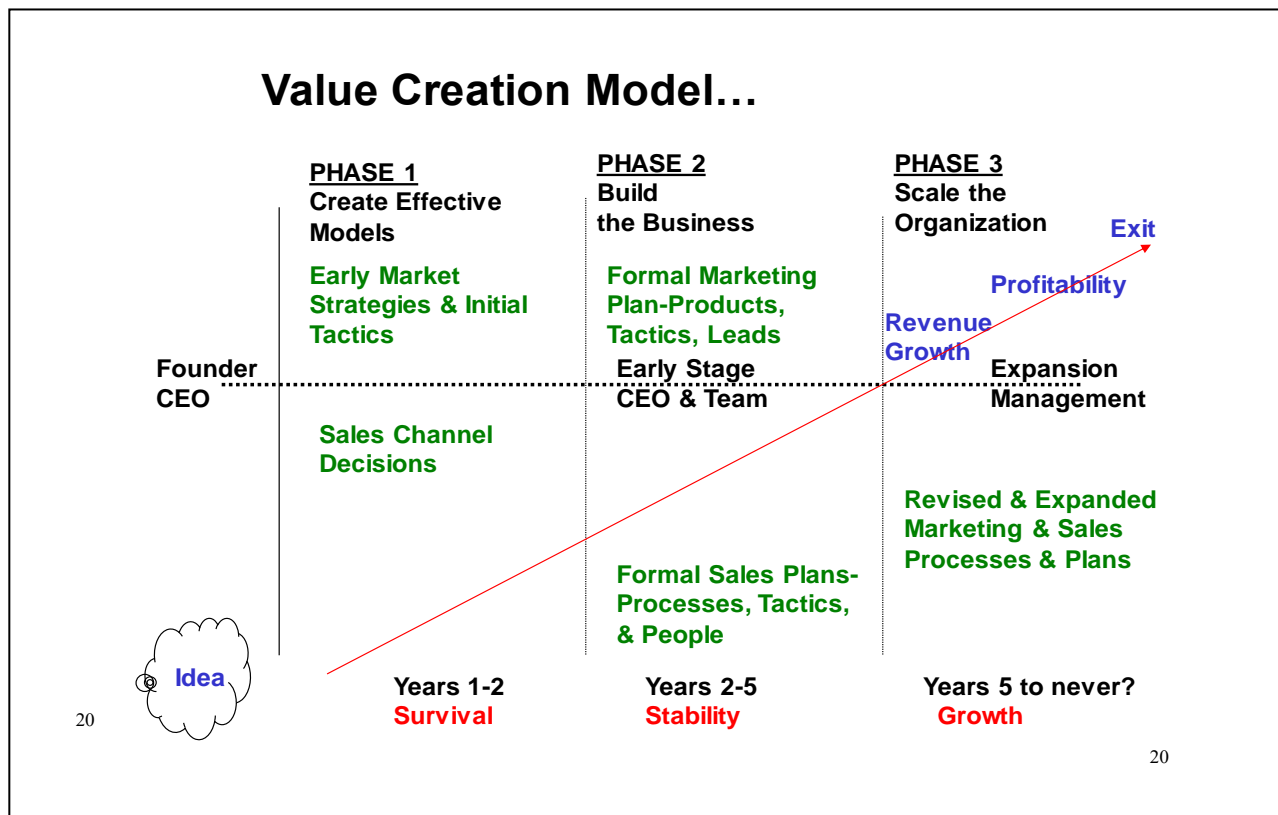 Value Creation Model…
PHASE 1
Create Effective
Models
PHASE 2
Build
the Business
PHASE 3
Scale the
Organization
Exit
Early Market
Strategies & Initial
Tactics
Formal Marketing
Plan-Products,
Tactics, Leads
Profitability
Revenue
Growth
Founder
CEO
Early Stage
CEO & Team
Expansion
Management
Sales Channel
Decisions
Revised & Expanded
Marketing & Sales
Processes & Plans
Formal Sales Plans-
Processes, Tactics,
& People
Idea
Years 1-2
Survival
Years 2-5
Stability
Years 5 to never?
Growth
20
20